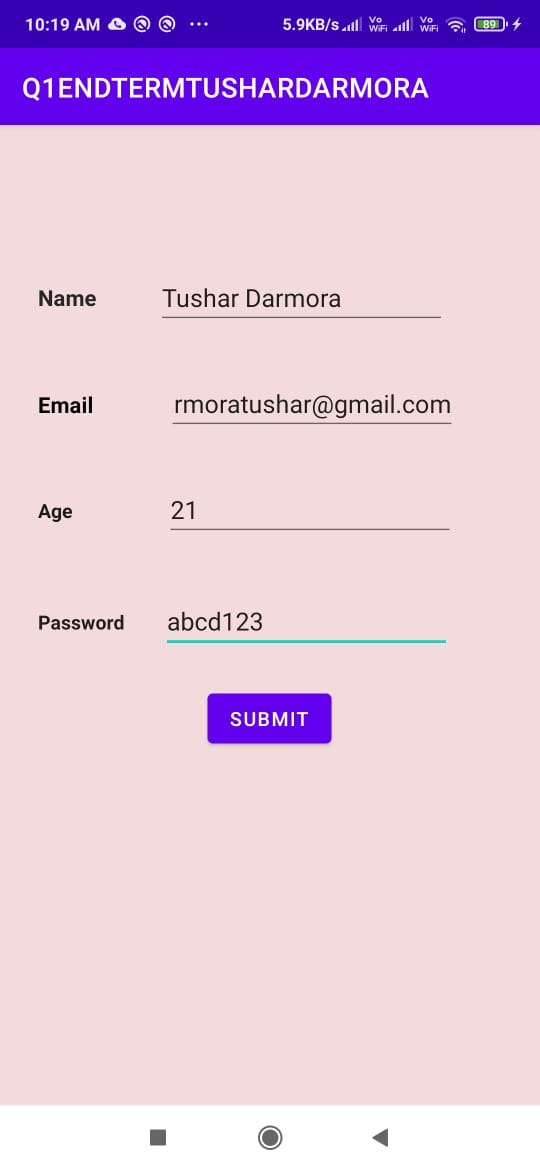 10:19 AM 5.9KB/s Vo WiFi Vo WiFi 89
Q1ENDTERMTUSHARDARMORA
Name Tushar Darmora
Email rmoratushar@gmail.com
Age 21
Password abcd123
SUBMIT